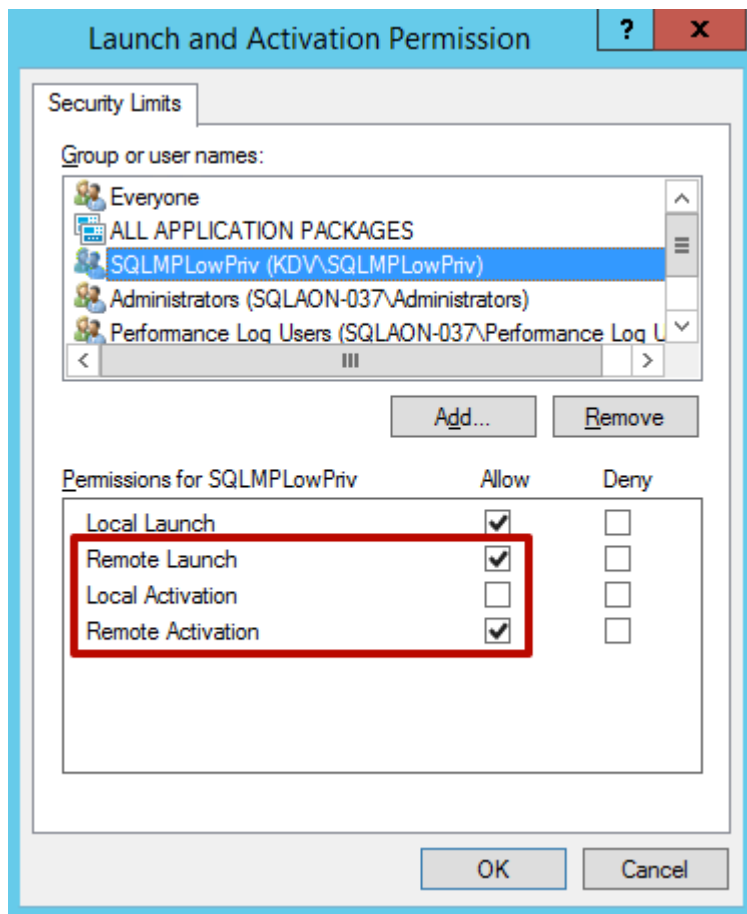 Launch and Activation Permission ? x
Security Limits
Group or user names:
Everyone
ALL APPLICATION PACKAGES
SQLMPLowPriv (KDV\SQLMPLowPriv)
Administrators (SQLAON-037\Administrators)
Performance Log Users (SQLAON-037\Performance Log U
Add... Remove
Permissions for SQLMPLowPriv Allow Deny
Local Launch
Remote Launch
Local Activation
Remote Activation
OK Cancel